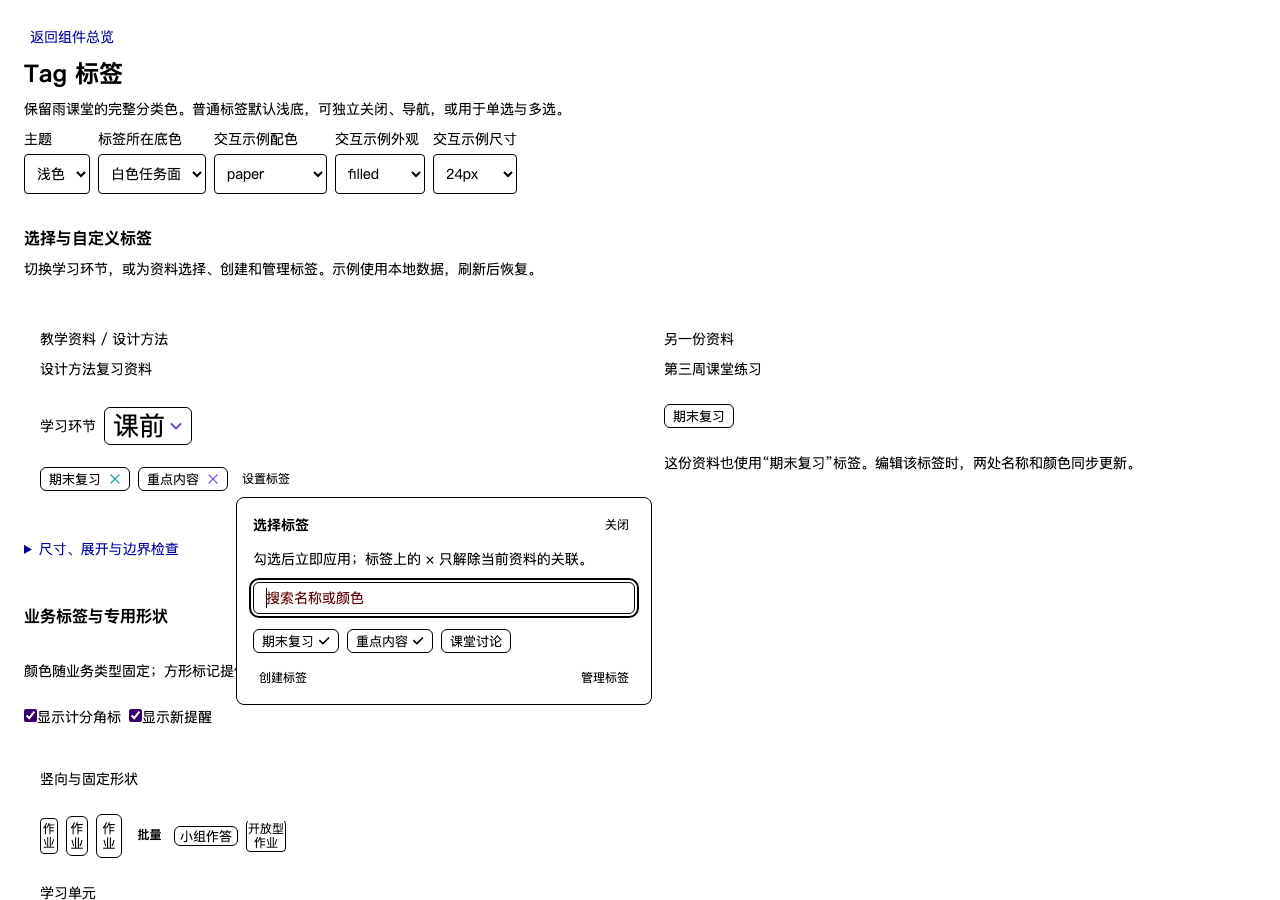 返回组件总览
Tag 标签
保留雨课堂的完整分类色。普通标签默认浅底，可独立关闭、导航，或用于单选与多选。
主题 标签所在底色 交互示例配色 交互示例外观 交互示例尺寸
浅色 白色任务面 paper filled 24px
选择与自定义标签
切换学习环节，或为资料选择、创建和管理标签。示例使用本地数据，刷新后恢复。
教学资料 / 设计方法
设计方法复习资料
学习环节 课前
期末复习 × 重点内容 × 设置标签
另一份资料
第三周课堂练习
期末复习
这份资料也使用“期末复习”标签。编辑该标签时，两处名称和颜色同步更新。
选择标签 关闭
勾选后立即应用；标签上的 × 只解除当前资料的关联。
搜索名称或颜色
期末复习 ✓ 重点内容 ✓ 课堂讨论
创建标签 管理标签
▶ 尺寸、展开与边界检查
业务标签与专用形状
颜色随业务类型固定；方形标记提
显示计分角标 显示新提醒
竖向与固定形状
作业 作业 作业 批量 小组作答 开放型作业
学习单元